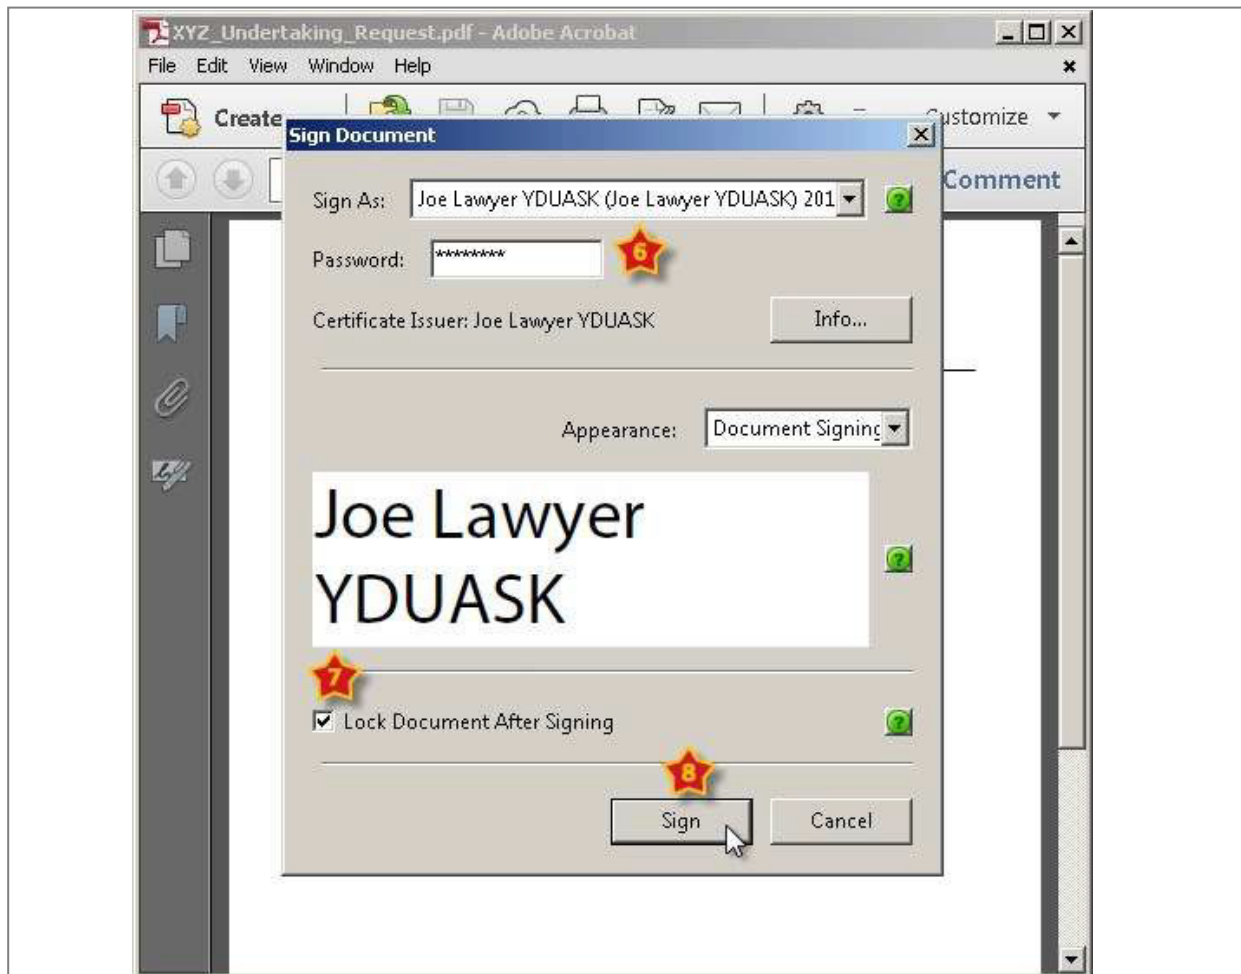 XYZ_Undertaking_Request.pdf - Adobe Acrobat
File Edit View Window Help
Create
Customize
Sign Document
Comment
Sign As: Joe Lawyer YDUASK (Joe Lawyer YDUASK) 201
Password: ********
6
Certificate Issuer: Joe Lawyer YDUASK
Info...
Appearance: Document Signing
Joe Lawyer
YDUASK
7
Lock Document After Signing
8
Sign Cancel